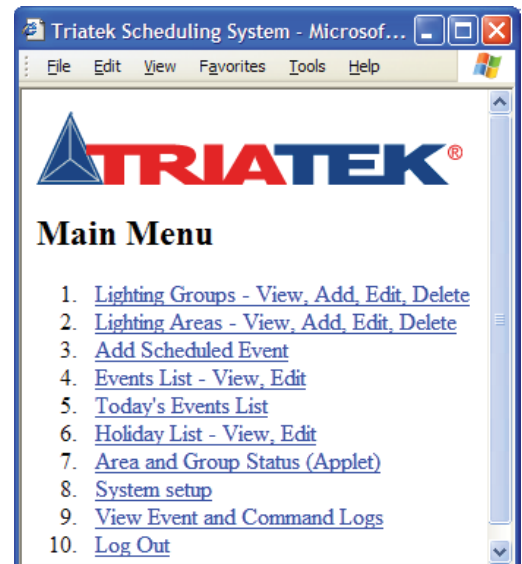 Triatek Scheduling System - Microsof...
File Edit View Favorites Tools Help
TRIATEK®
Main Menu
1. Lighting Groups - View, Add, Edit, Delete
2. Lighting Areas - View, Add, Edit, Delete
3. Add Scheduled Event
4. Events List - View, Edit
5. Today's Events List
6. Holiday List - View, Edit
7. Area and Group Status (Applet)
8. System setup
9. View Event and Command Logs
10. Log Out